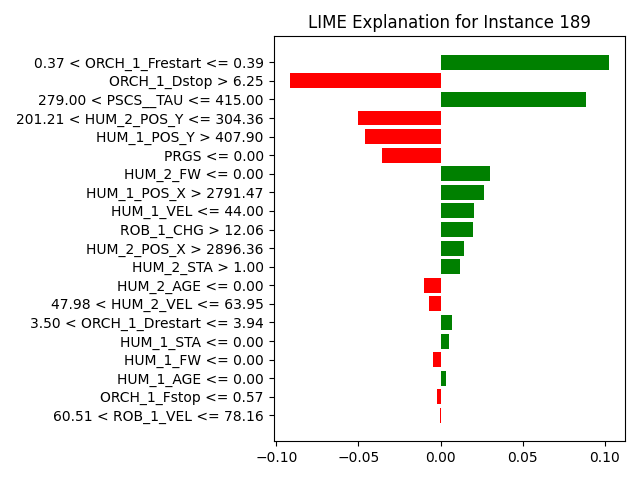 LIME Explanation for Instance 189
0.37 < ORCH_1_Frestart <= 0.39
ORCH_1_Dstop > 6.25
279.00 < PSCS__TAU <= 415.00
201.21 < HUM_2_POS_Y <= 304.36
HUM_1_POS_Y > 407.90
PRGS <= 0.00
HUM_2_FW <= 0.00
HUM_1_POS_X > 2791.47
HUM_1_VEL <= 44.00
ROB_1_CHG > 12.06
HUM_2_POS_X > 2896.36
HUM_2_STA > 1.00
HUM_2_AGE <= 0.00
47.98 < HUM_2_VEL <= 63.95
3.50 < ORCH_1_Drestart <= 3.94
HUM_1_STA <= 0.00
HUM_1_FW <= 0.00
HUM_1_AGE <= 0.00
ORCH_1_Fstop <= 0.57
60.51 < ROB_1_VEL <= 78.16
−0.10 −0.05 0.00 0.05 0.10